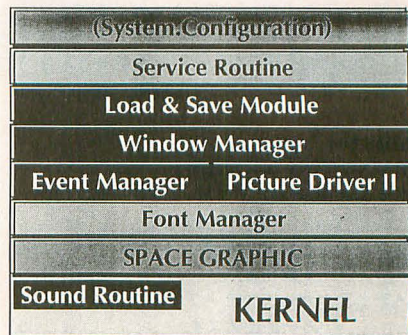 (System.Configuration)
Service Routine
Load & Save Module
Window Manager
Event Manager Picture Driver II
Font Manager
SPACE GRAPHIC
Sound Routine
KERNEL